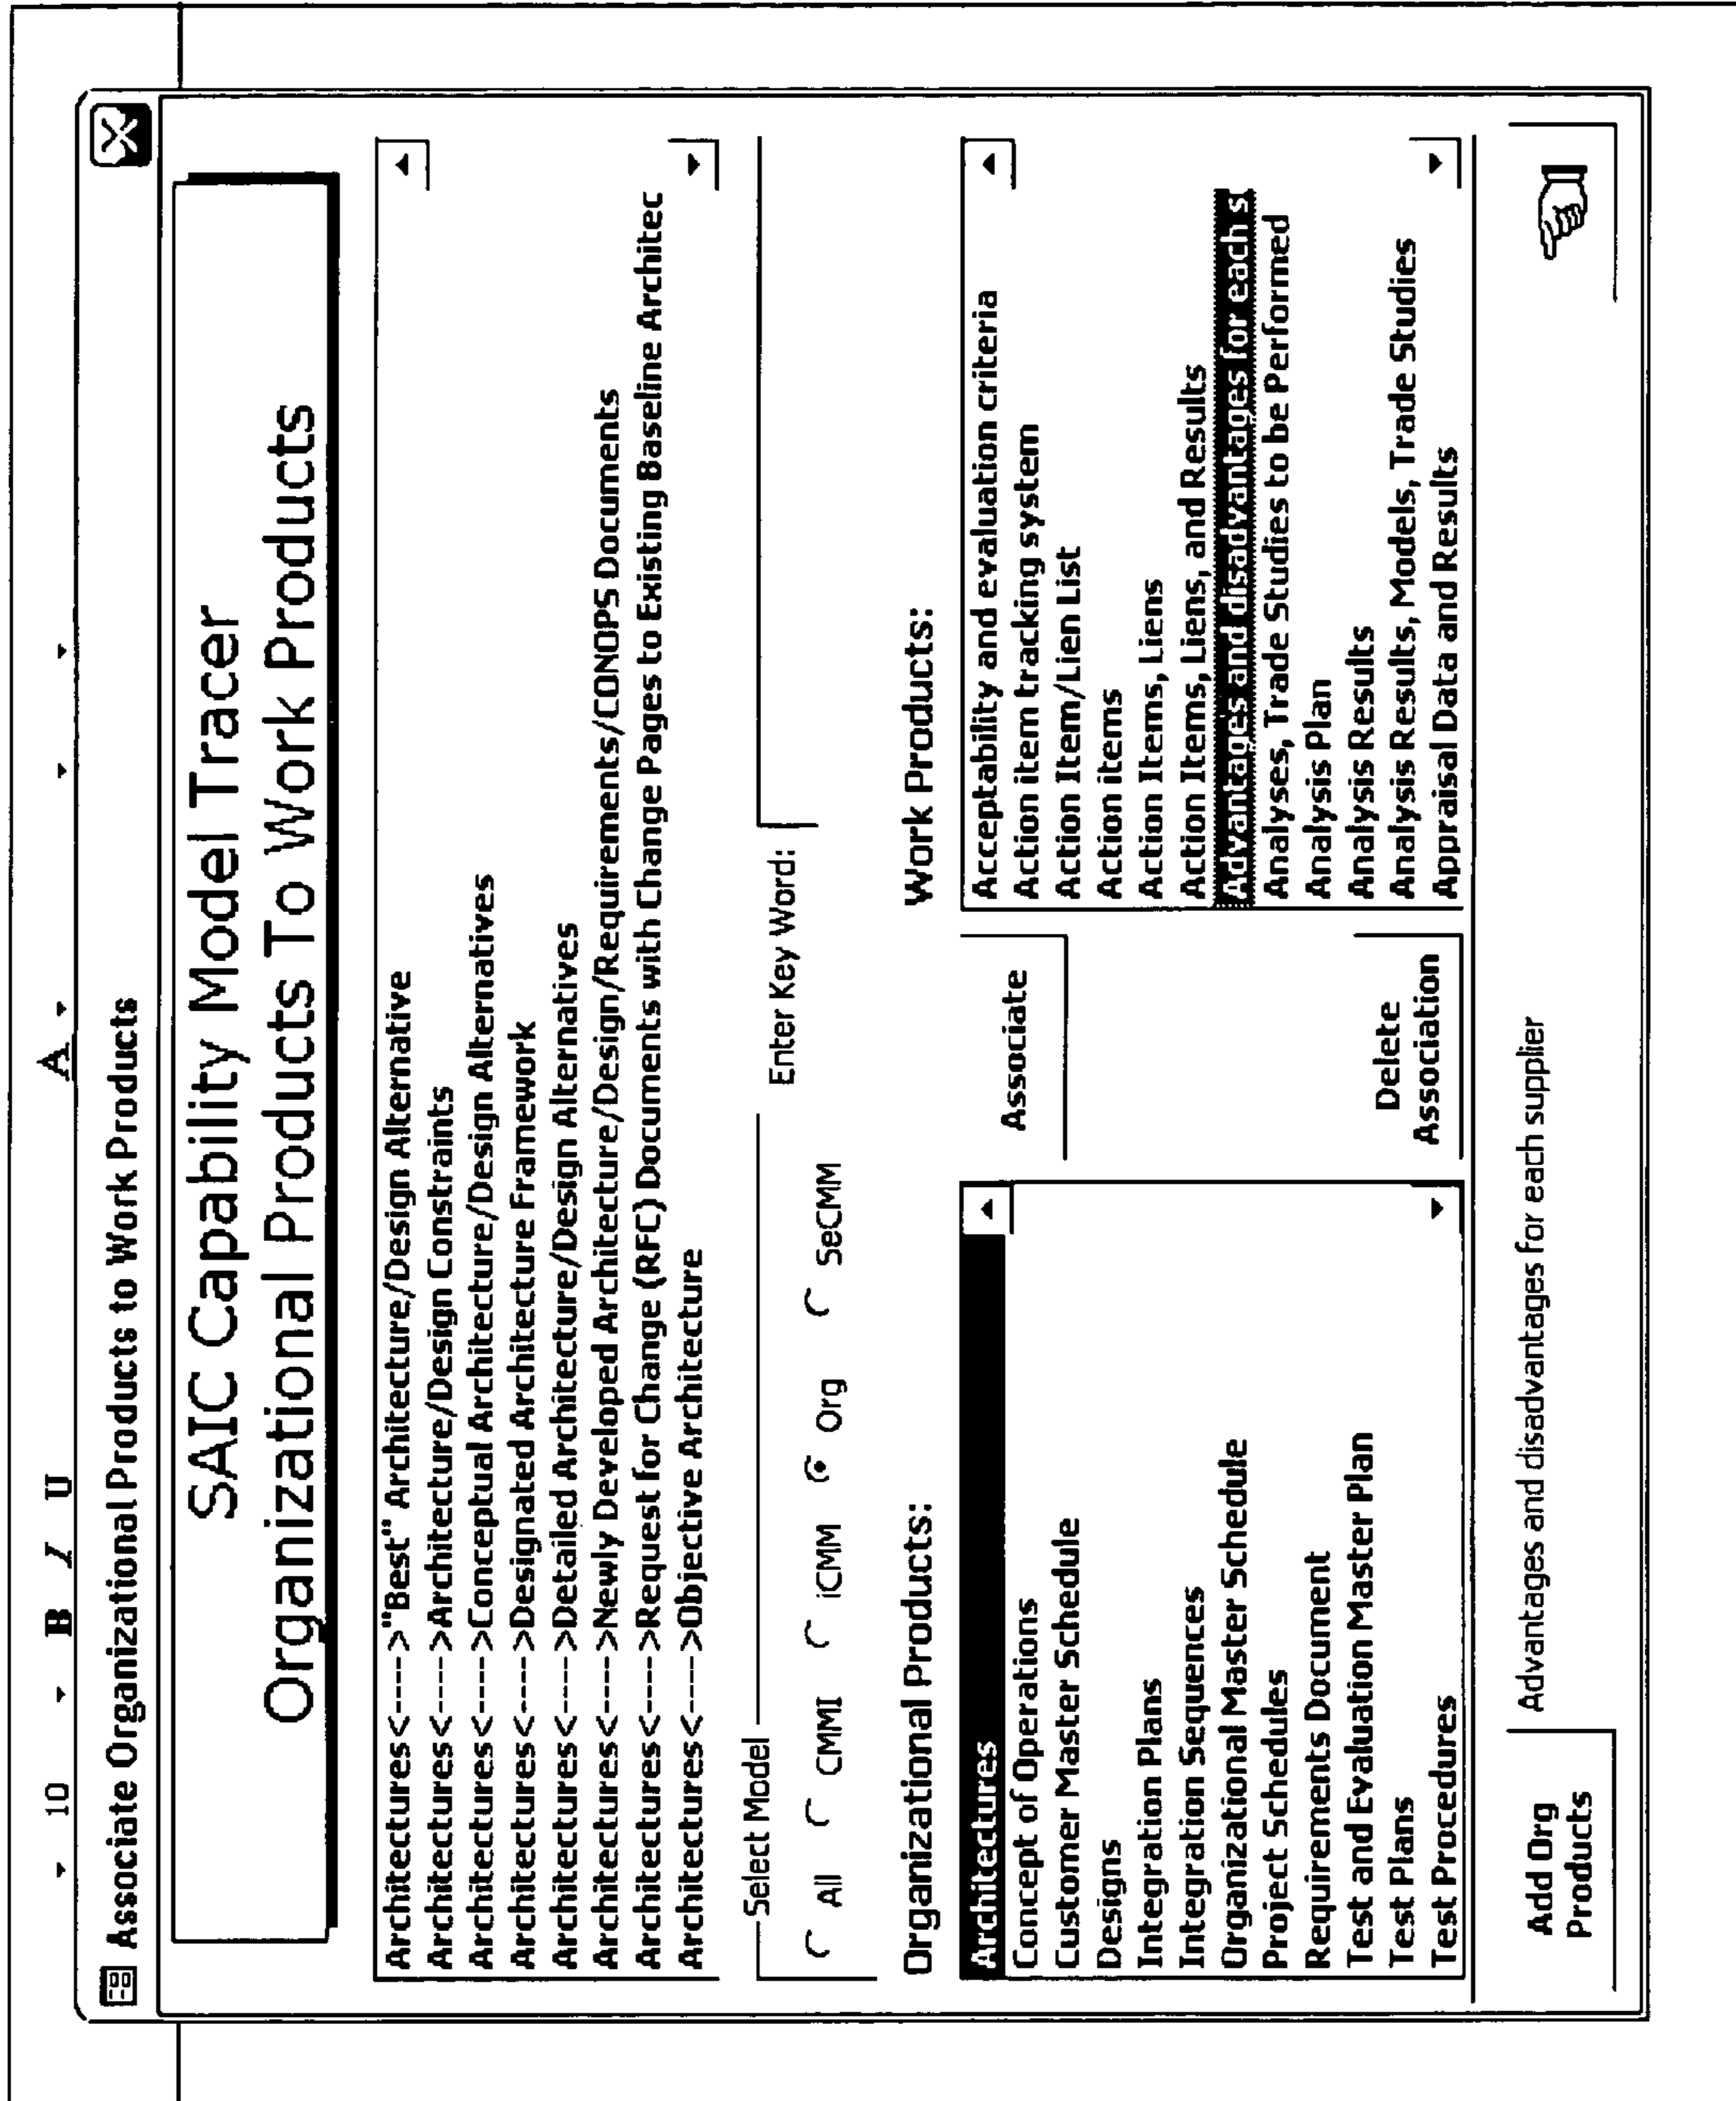 10 B I U A
Associate Organizational Products to Work Products
SAIC Capability Model Tracer
Organizational Products To Work Products
Architectures<---->"Best" Architecture/Design Alternative
Architectures<---->Architecture/Design Constraints
Architectures<---->Conceptual Architecture/Design Alternatives
Architectures<---->Designated Architecture Framework
Architectures<---->Detailed Architecture/Design Alternatives
Architectures<---->Newly Developed Architecture/Design/Requirements/CONOPS Documents
Architectures<---->Request for Change (RFC) Documents with Change Pages to Existing Baseline Architec
Architectures<---->Objective Architecture
Select Model
Enter Key Word:
All CMMI iCMM Org SeCMM
Organizational Products:
Architectures
Concept of Operations
Customer Master Schedule
Designs
Integration Plans
Integration Sequences
Organizational Master Schedule
Project Schedules
Requirements Document
Test and Evaluation Master Plan
Test Plans
Test Procedures
Associate
Delete
Association
Work Products:
Acceptability and evaluation criteria
Action item tracking system
Action Item/Lien List
Action items
Action Items, Liens
Action Items, Liens, and Results
Advantages and disadvantages for each s
Analyses, Trade Studies to be Performed
Analysis Plan
Analysis Results
Analysis Results, Models, Trade Studies
Appraisal Data and Results
Add Org
Products
Advantages and disadvantages for each supplier